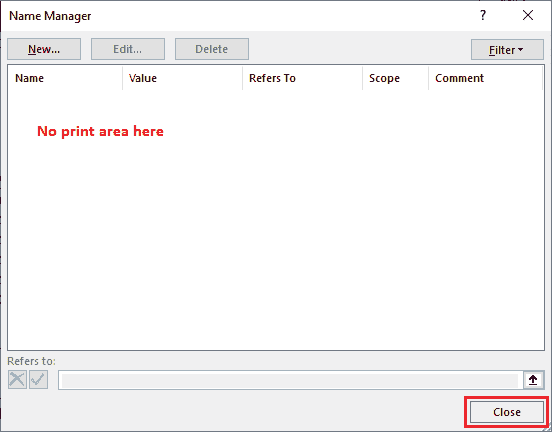 Name Manager ? ×
New... Edit... Delete Filter
Name Value Refers To Scope Comment
No print area here
Refers to:
Close